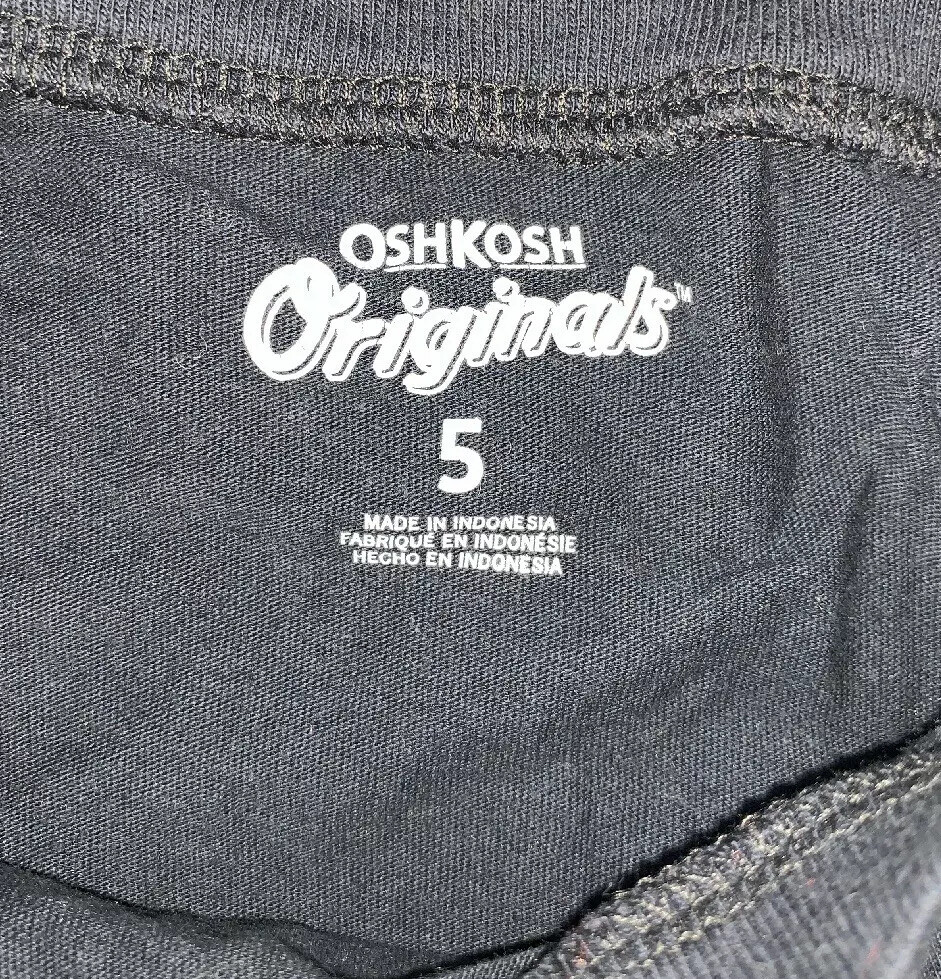 OSHKOSH
Originals™
5
MADE IN INDONESIA
FABRIQUÉ EN INDONÉSIE
HECHO EN INDONESIA